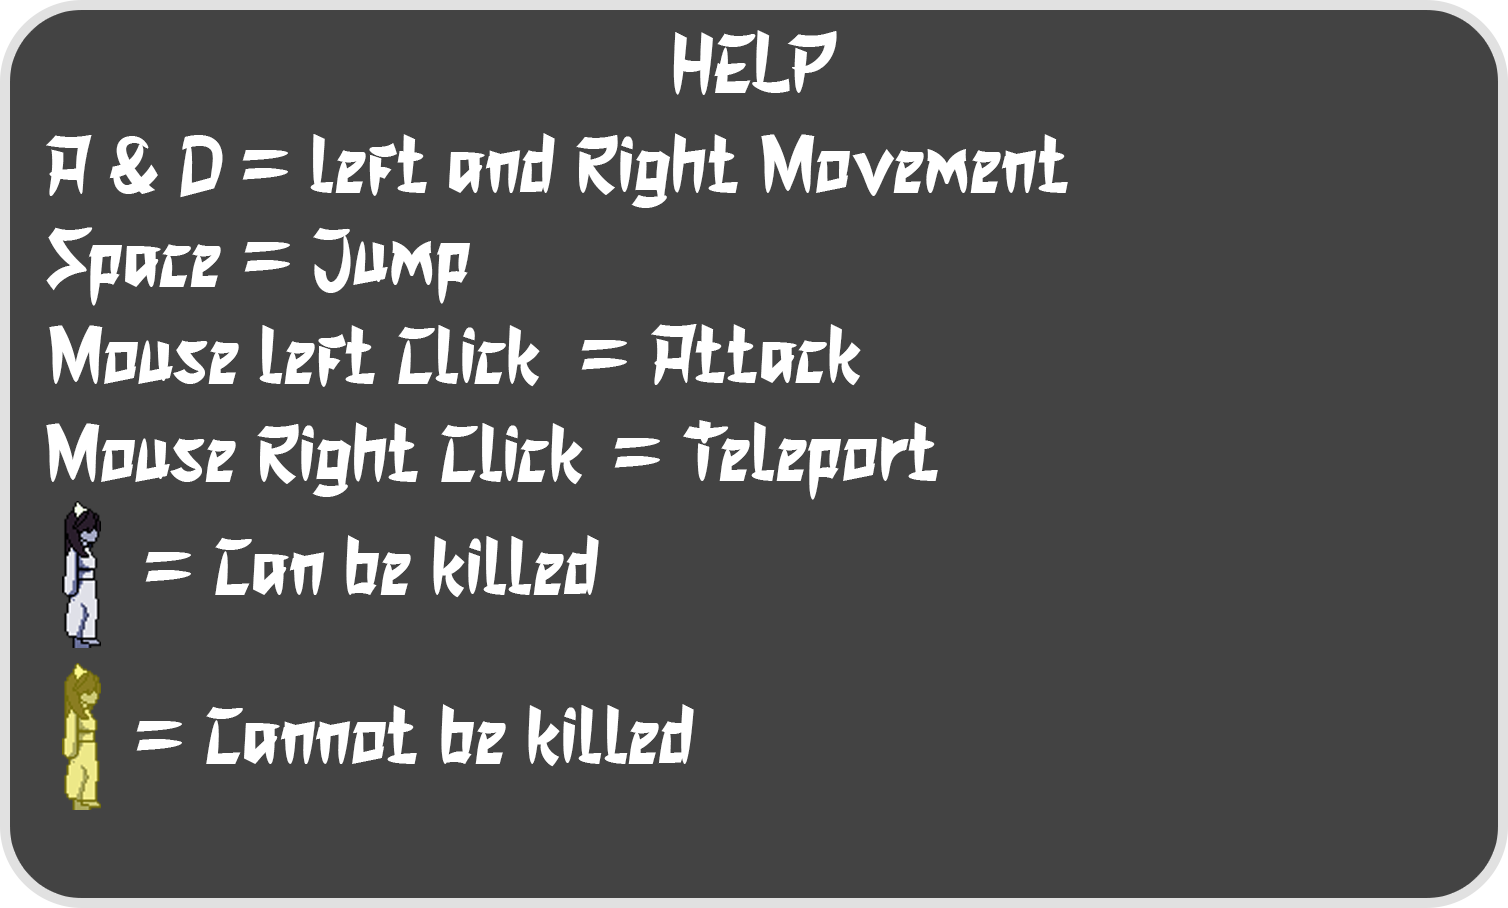 HELP
A & D = Left and Right Movement
Space = Jump
Mouse Left Click = Attack
Mouse Right Click = Teleport
= Can be killed
= Cannot be killed